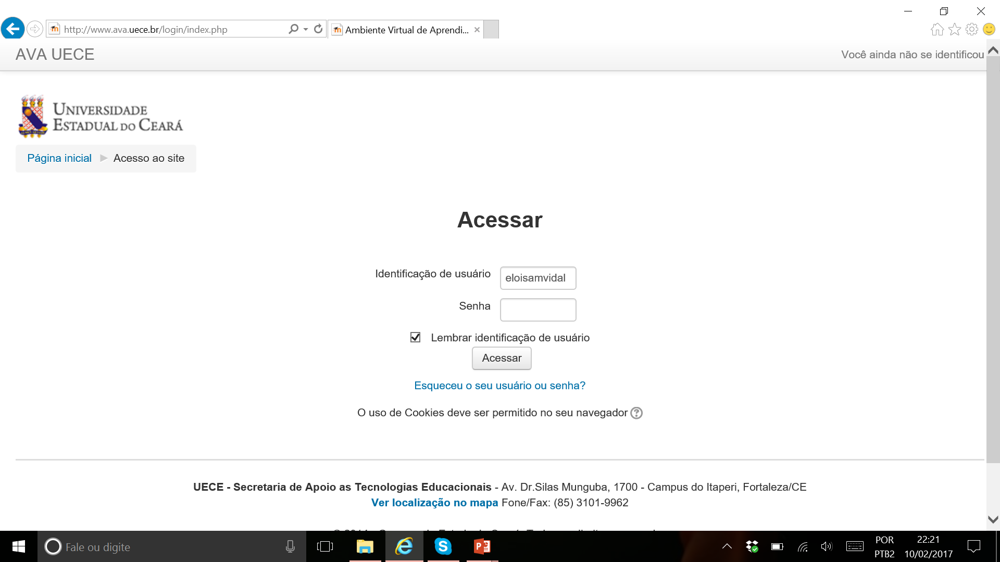 http://www.ava.uece.br/login/index.php
Ambiente Virtual de Aprendi...
AVA UECE
Você ainda não se identificou
UNIVERSIDADE
ESTADUAL DO CEARÁ
Página inicial
Acesso ao site
Acessar
Identificação de usuário
eloisamvidal
Senha
Lembrar identificação de usuário
Acessar
Esqueceu o seu usuário ou senha?
O uso de Cookies deve ser permitido no seu navegador
UECE - Secretaria de Apoio as Tecnologias Educacionais - Av. Dr.Silas Munguba, 1700 - Campus do Itaperi, Fortaleza/CE
Ver localização no mapa Fone/Fax: (85) 3101-9962
Fale ou digite
POR
PTB2
22:21
10/02/2017